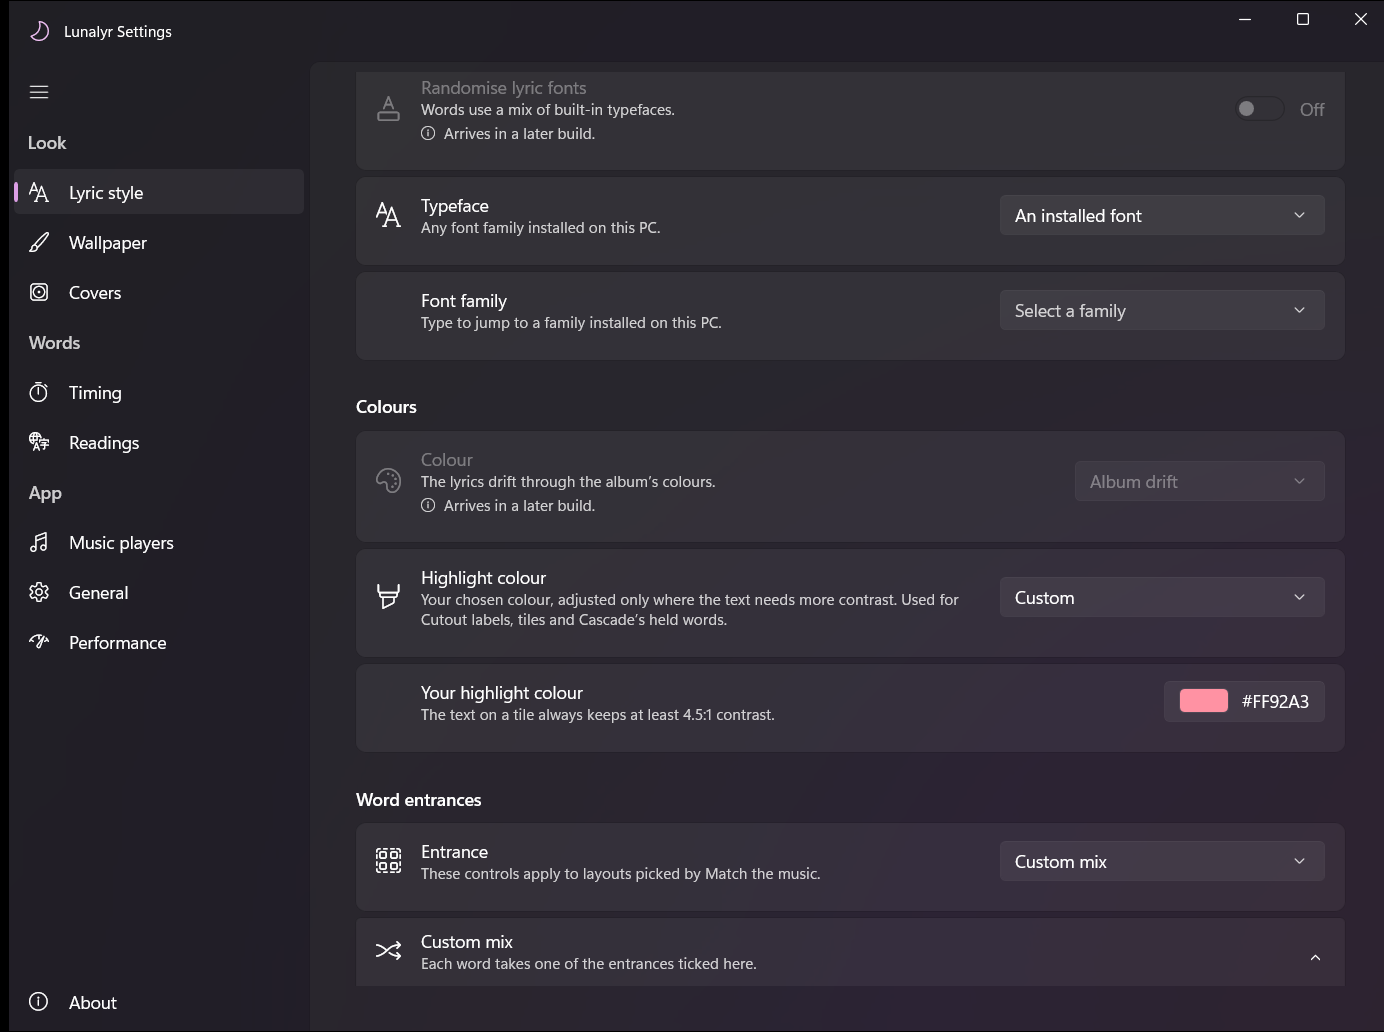 Lunalyr Settings
Look
Lyric style
Wallpaper
Covers
Words
Timing
Readings
App
Music players
General
Performance
About
Randomise lyric fonts
Words use a mix of built-in typefaces.
Arrives in a later build.
Off
Typeface
Any font family installed on this PC.
An installed font
Font family
Type to jump to a family installed on this PC.
Select a family
Colours
Colour
The lyrics drift through the album’s colours.
Arrives in a later build.
Album drift
Highlight colour
Your chosen colour, adjusted only where the text needs more contrast. Used for
Cutout labels, tiles and Cascade’s held words.
Custom
Your highlight colour
The text on a tile always keeps at least 4.5:1 contrast.
#FF92A3
Word entrances
Entrance
These controls apply to layouts picked by Match the music.
Custom mix
Custom mix
Each word takes one of the entrances ticked here.